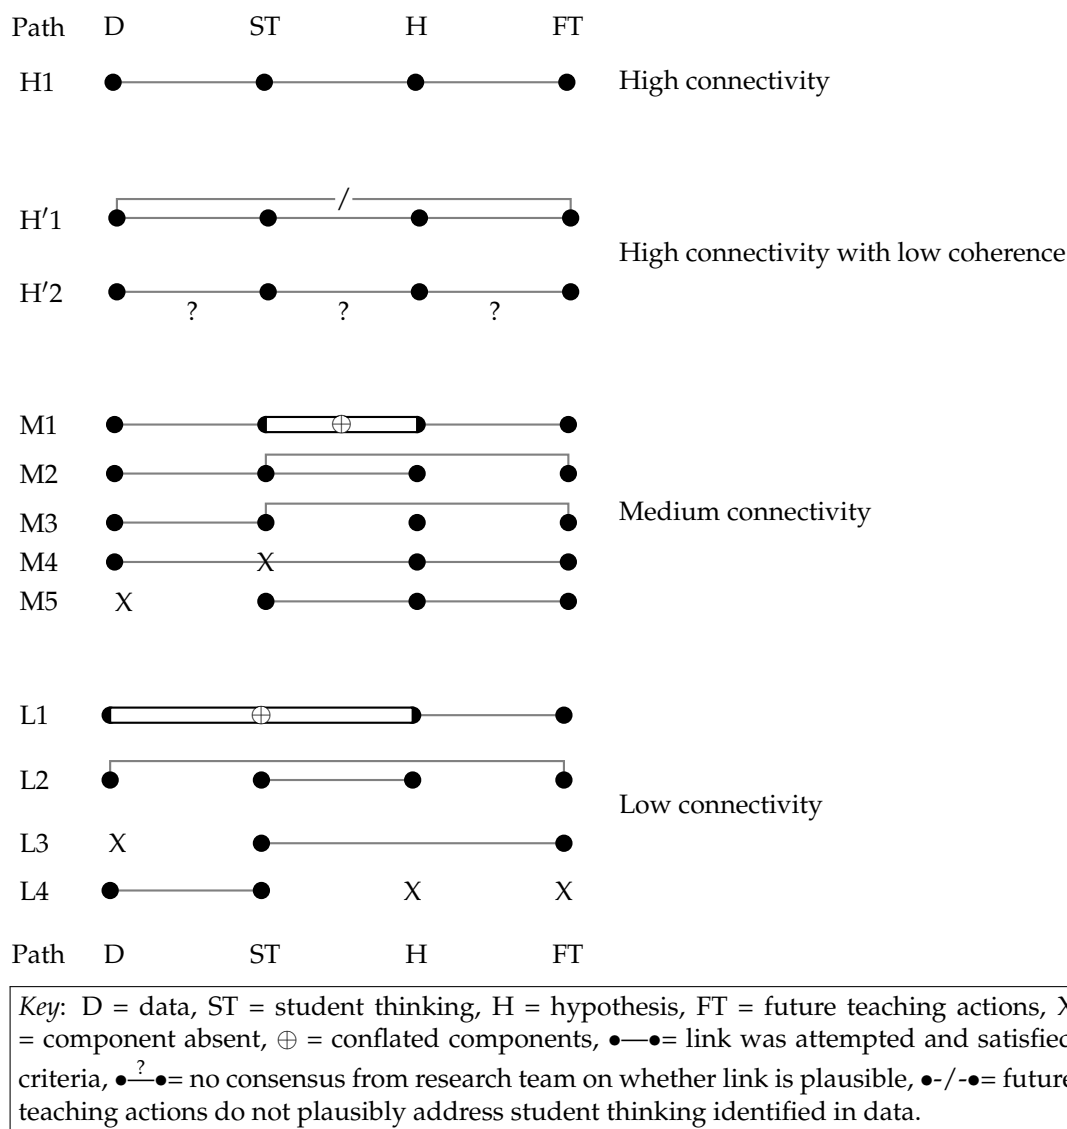 Path D ST H FT
H1 High connectivity
/
H′1
High connectivity with low coherence
H′2
? ? ?
M1 ⊕
M2
M3 Medium connectivity
M4 X
M5 X
L1 ⊕
L2
Low connectivity
L3 X
L4 X X
Path D ST H FT
Key: D = data, ST = student thinking, H = hypothesis, FT = future teaching actions, X
= component absent, ⊕ = conflated components, ●—●= link was attempted and satisfied
criteria, ●—?—●= no consensus from research team on whether link is plausible, ●-/-●= future
teaching actions do not plausibly address student thinking identified in data.